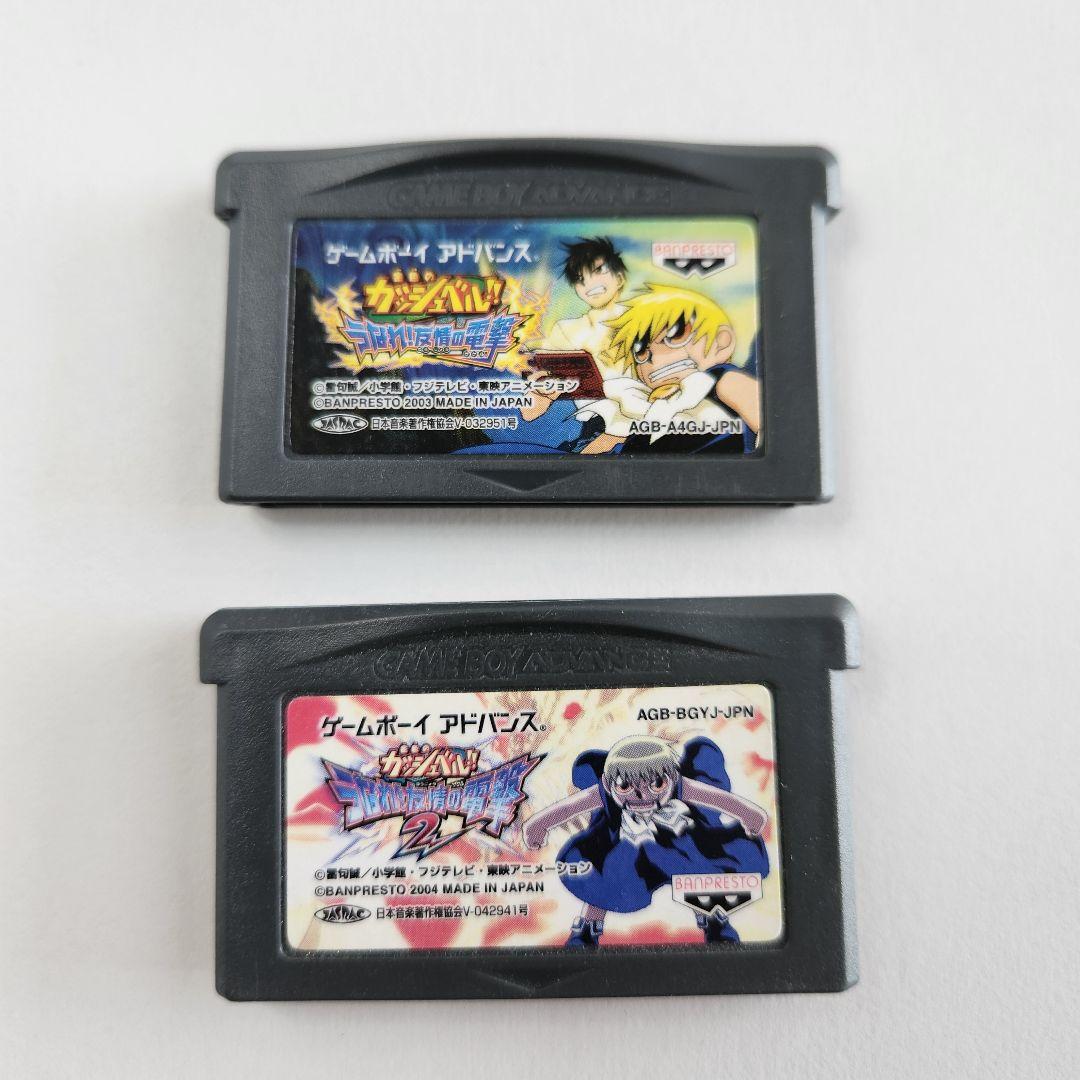 GAME BOY ADVANCE
ゲームボーイ アドバンス®
BANPRESTO
金色の
ガッシュベル!!
うなれ!友情の電撃
©雷句誠/小学館・フジテレビ・東映アニメーション
©BANPRESTO 2003 MADE IN JAPAN
JASRAC 日本音楽著作権協会V-032951号
AGB-A4GJ-JPN
GAME BOY ADVANCE
ゲームボーイ アドバンス®
AGB-BGYJ-JPN
金色の
ガッシュベル!!
うなれ!友情の電撃
2
©雷句誠/小学館・フジテレビ・東映アニメーション
©BANPRESTO 2004 MADE IN JAPAN
JASRAC 日本音楽著作権協会V-042941号
BANPRESTO